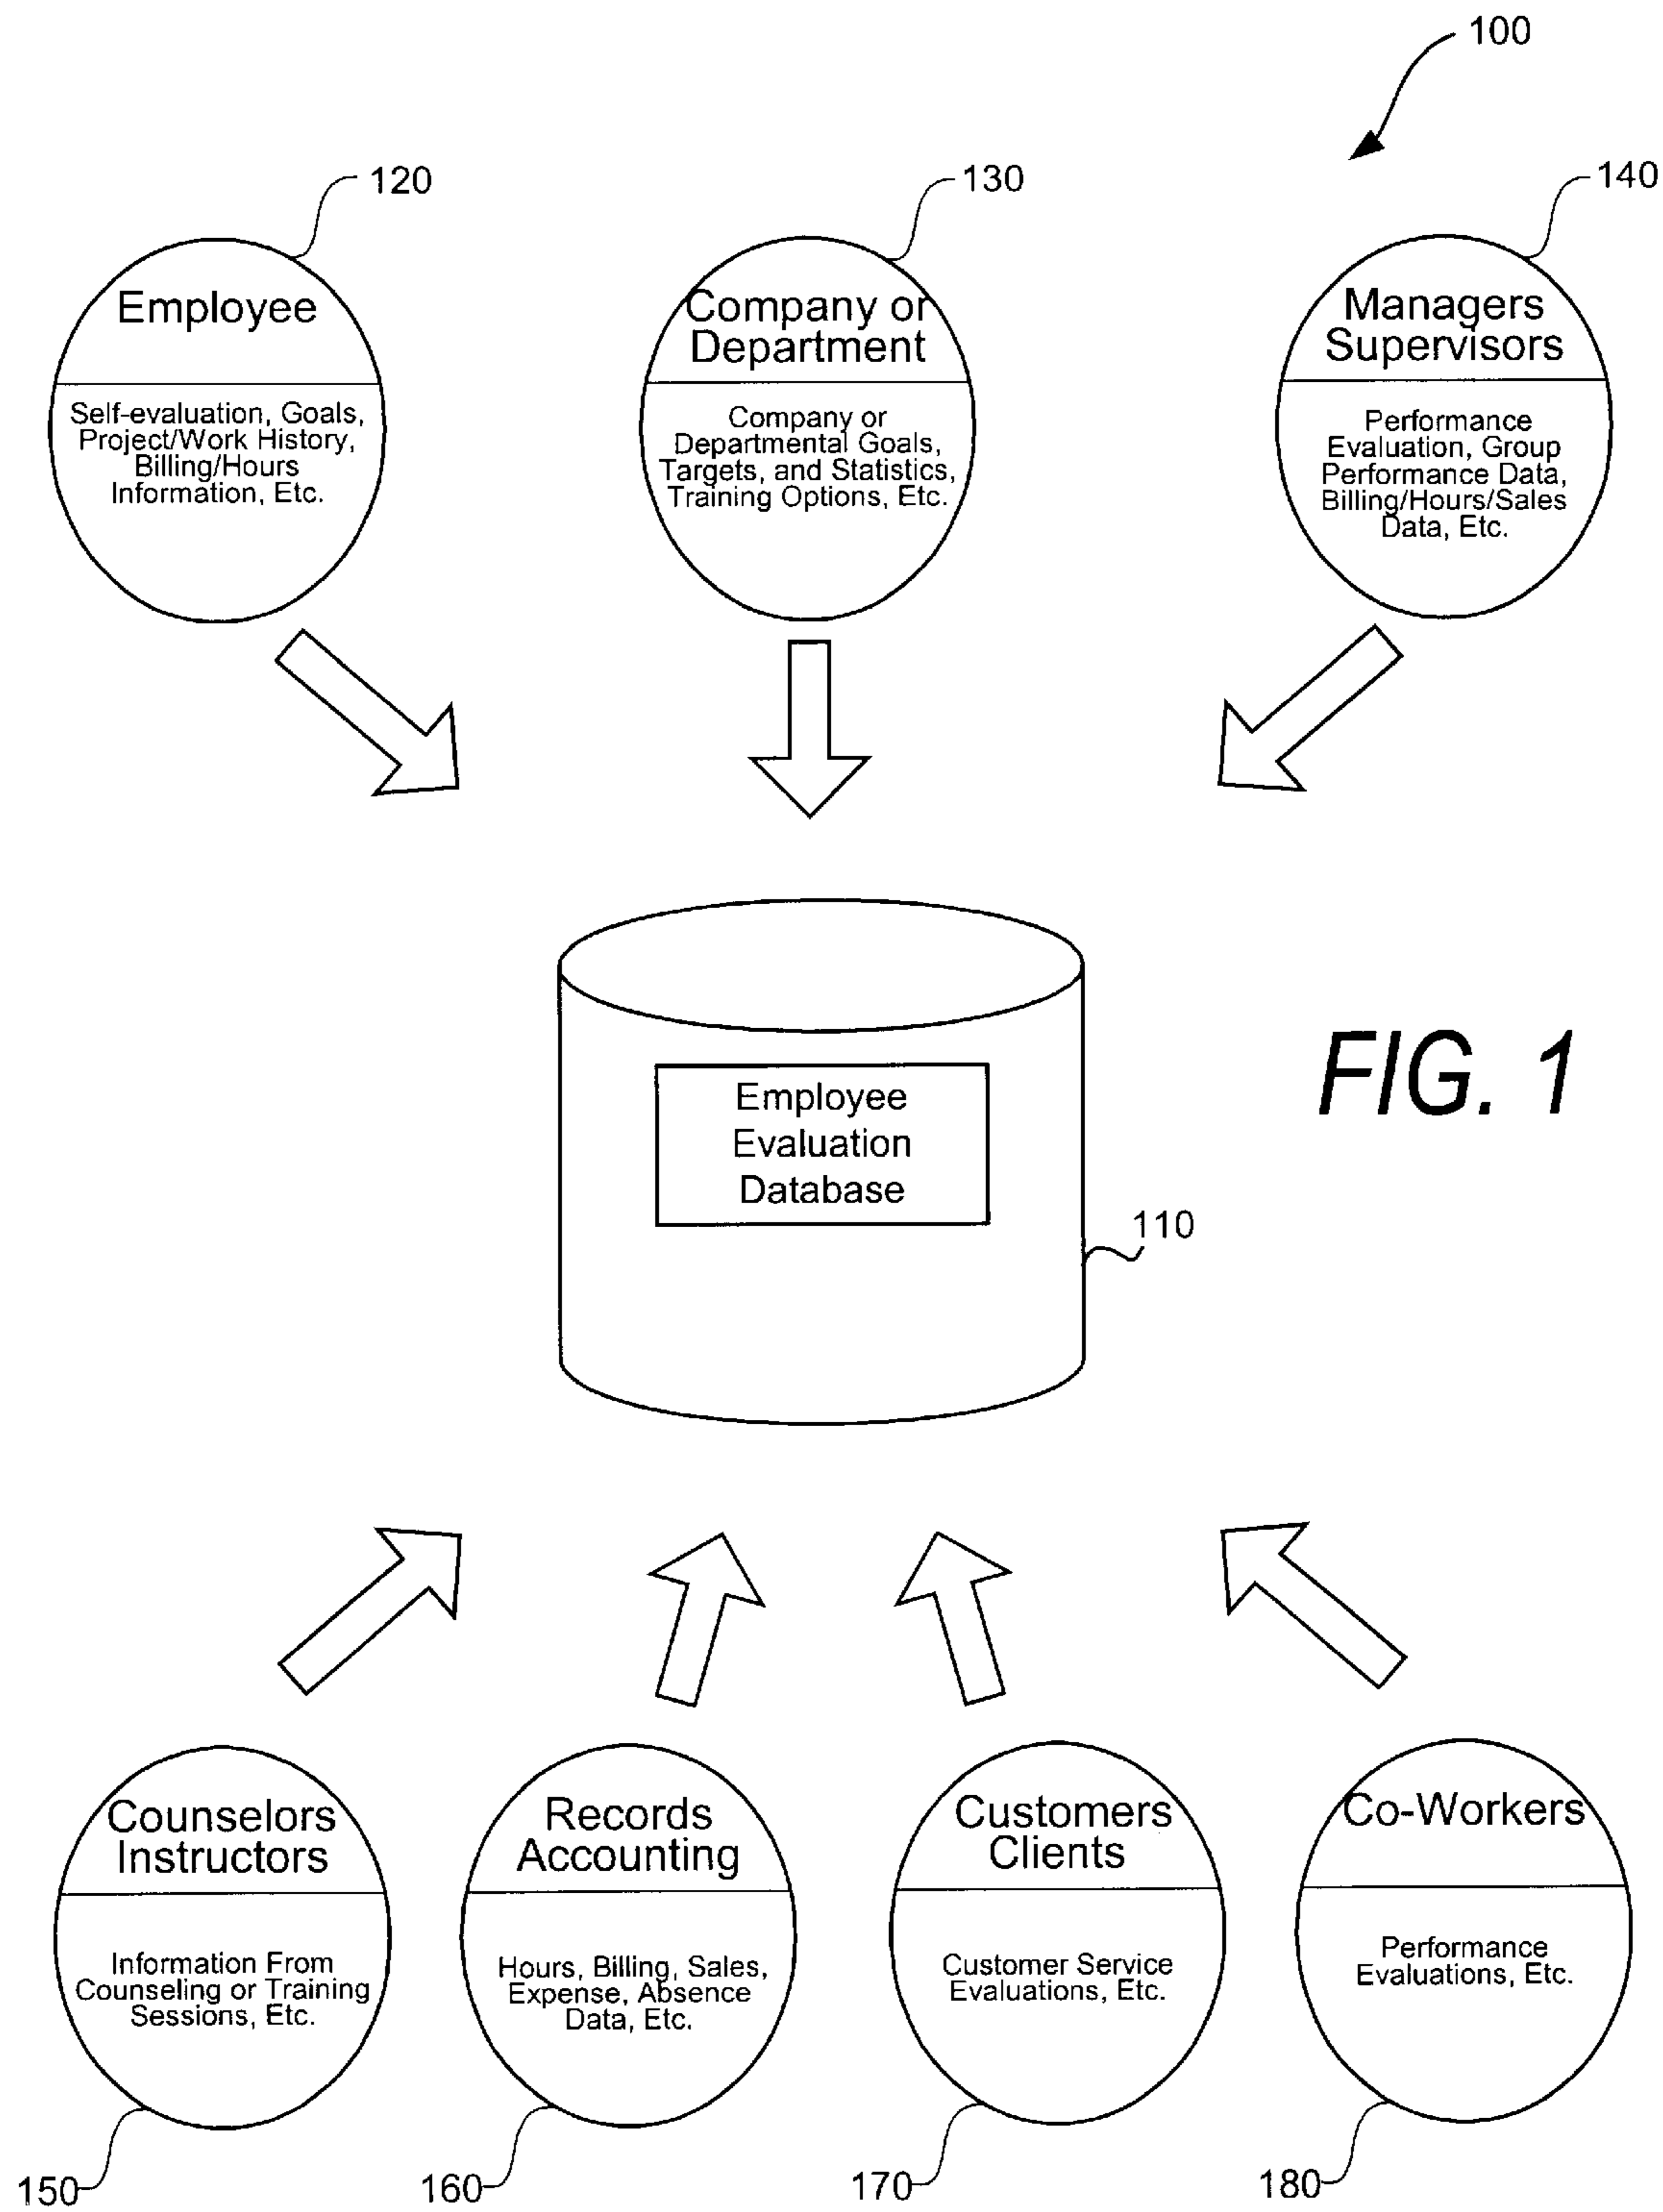 100
120
130
140
Employee
Self-evaluation, Goals,
Project/Work History,
Billing/Hours
Information, Etc.
Company or
Department
Company or
Departmental Goals,
Targets, and Statistics,
Training Options, Etc.
Managers
Supervisors
Performance
Evaluation, Group
Performance Data,
Billing/Hours/Sales
Data, Etc.
Employee
Evaluation
Database
110
FIG. 1
Counselors
Instructors
Information From
Counseling or Training
Sessions, Etc.
Records
Accounting
Hours, Billing, Sales,
Expense, Absence
Data, Etc.
Customers
Clients
Customer Service
Evaluations, Etc.
Co-Workers
Performance
Evaluations, Etc.
150
160
170
180